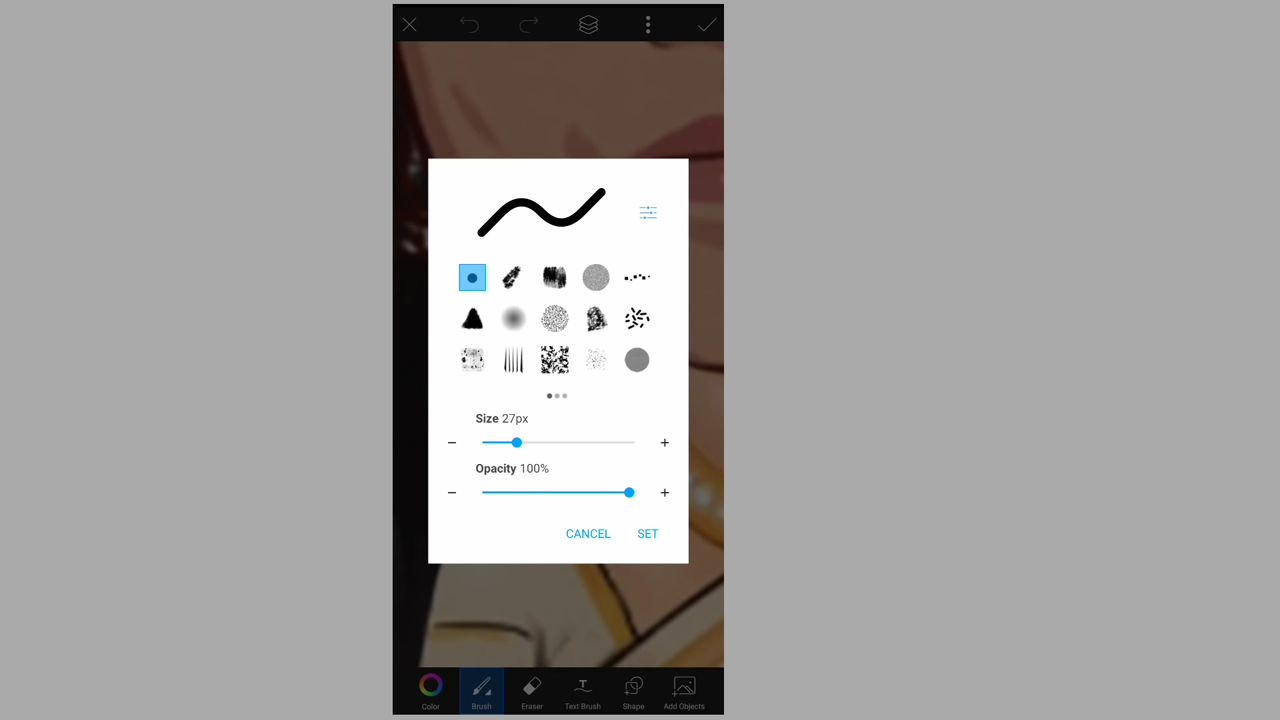 Size 27px
Opacity 100%
CANCEL SET
Color Brush Eraser Text Brush Shape Add Objects